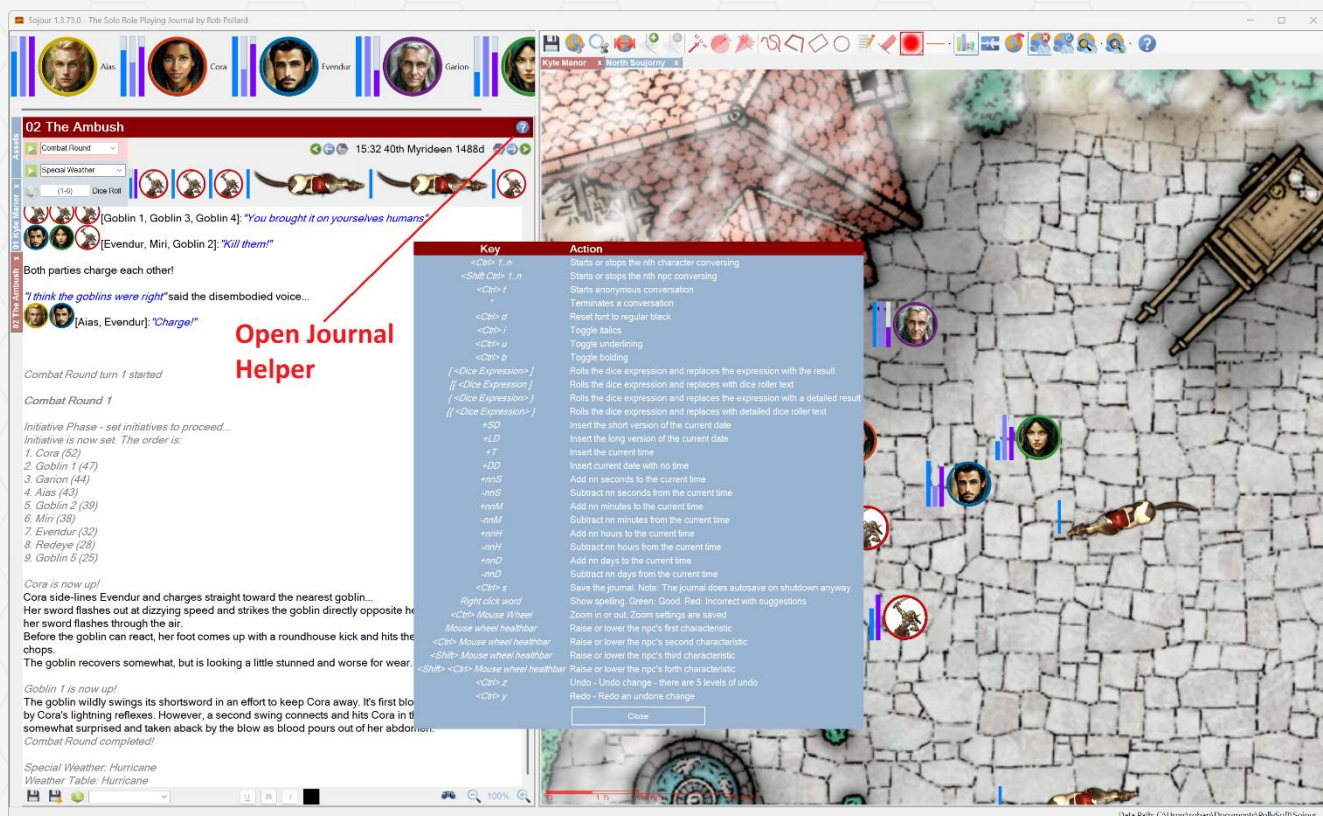 Sojour 1.3.73.0 - The Solo Role Playing Journal by Rob Pollard
Aias
Cora
Evendur
Garion
Kyle Manor x
North Soujorny x
Assets
01 Kyle Manor x
02 The Ambush x
02 The Ambush
Combat Round
15:32 40th Myrideen 1488d
Special Weather
(1-6) Dice Roll
[Goblin 1, Goblin 3, Goblin 4]:"You brought it on yourselves humans"
[Evendur, Miri, Goblin 2]:"Kill them!"
Both parties charge each other!
"I think the goblins were right" said the disembodied voice...
[Aias, Evendur]:"Charge!"
Open Journal
Helper
Combat Round turn 1 started
Combat Round 1
Initiative Phase - set initiatives to proceed...
Initiative is now set. The order is:
1. Cora (52)
2. Goblin 1 (47)
3. Garion (44)
4. Aias (43)
5. Goblin 2 (39)
6. Miri (38)
7. Evendur (32)
8. Redeye (28)
9. Goblin 5 (25)
Cora is now up!
Cora side-lines Evendur and charges straight toward the nearest goblin...
Her sword flashes out at dizzying speed and strikes the goblin directly opposite he
her sword flashes through the air.
Before the goblin can react, her foot comes up with a roundhouse kick and hits the
chops.
The goblin recovers somewhat, but is looking a little stunned and worse for wear.
Goblin 1 is now up!
The goblin wildly swings its shortsword in an effort to keep Cora away. It's first blo
by Cora's lightning reflexes. However, a second swing connects and hits Cora in th
somewhat surprised and taken aback by the blow as blood pours out of her abdomen.
Combat Round completed!
Special Weather: Hurricane
Weather Table: Hurricane
U B I
100%
Key Action
<Ctrl> 1..n Starts or stops the nth character conversing
<Shift Ctrl> 1..n Starts or stops the nth npc conversing
<Ctrl> t Starts anonymous conversation
" Terminates a conversation
<Ctrl> d Reset font to regular black
<Ctrl> i Toggle italics
<Ctrl> u Toggle underlining
<Ctrl> b Toggle bolding
[ <Dice Expression> ] Rolls the dice expression and replaces the expression with the result
[[ <Dice Expression ] Rolls the dice expression and replaces with dice roller text
{ <Dice Expression> } Rolls the dice expression and replaces the expression with a detailed result
{{ <Dice Expression> } Rolls the dice expression and replaces with detailed dice roller text
+SD Insert the short version of the current date
+LD Insert the long version of the current date
+T Insert the current time
+DD Insert current date with no time
+nnS Add nn seconds to the current time
-nnS Subtract nn seconds from the current time
+nnM Add nn minutes to the current time
-nnM Subtract nn minutes from the current time
+nnH Add nn hours to the current time
-nnH Subtract nn hours from the current time
+nnD Add nn days to the current time
-nnD Subtract nn days from the current time
<Ctrl> s Save the journal. Note: The journal does autosave on shutdown anyway
Right click word Show spelling. Green: Good. Red: Incorrect with suggestions
<Ctrl> Mouse Wheel Zoom in or out. Zoom settings are saved
Mouse wheel healthbar Raise or lower the npc's first characteristic
<Ctrl> Mouse wheel healthbar Raise or lower the npc's second characteristic
<Shift> Mouse wheel healthbar Raise or lower the npc's third characteristic
<Shift> <Ctrl> Mouse wheel healthbar Raise or lower the npc's forth characteristic
<Ctrl> z Undo - Undo change - there are 5 levels of undo
<Ctrl> y Redo - Redo an undone change
Close
0 1.5
Data Path: C:\Users\roban\Documents\PollySoft\Sojour